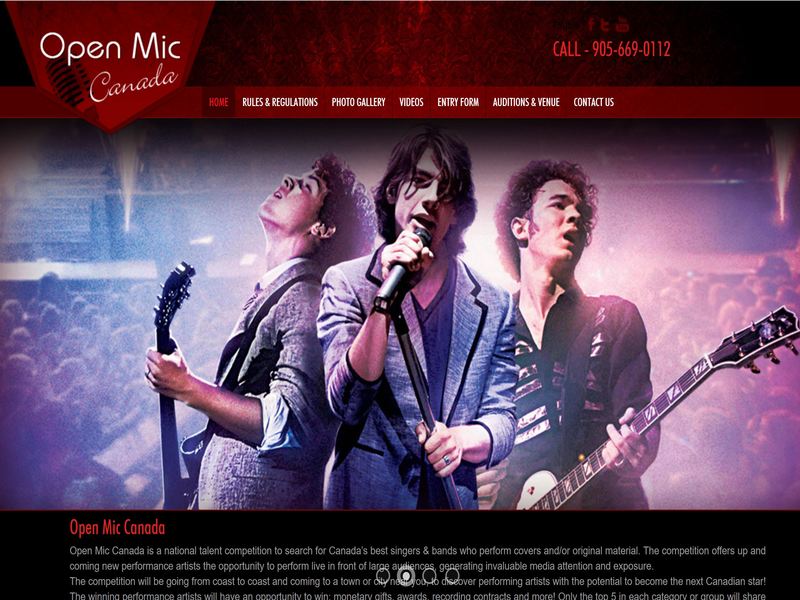 Open Mic
Canada
CALL - 905-669-0112
HOME RULES & REGULATIONS PHOTO GALLERY VIDEOS ENTRY FORM AUDITIONS & VENUE CONTACT US
Open Mic Canada
Open Mic Canada is a national talent competition to search for Canada's best singers & bands who perform covers and/or original material. The competition offers up and
coming new performance artists the opportunity to perform live in front of large audiences, generating invaluable media attention and exposure.
The competition will be going from coast to coast and coming to a town or city near you, to discover performing artists with the potential to become the next Canadian star!
The winning performance artists will have an opportunity to win: monetary gifts, awards, recording contracts and more! Only the top 5 in each category or group will share